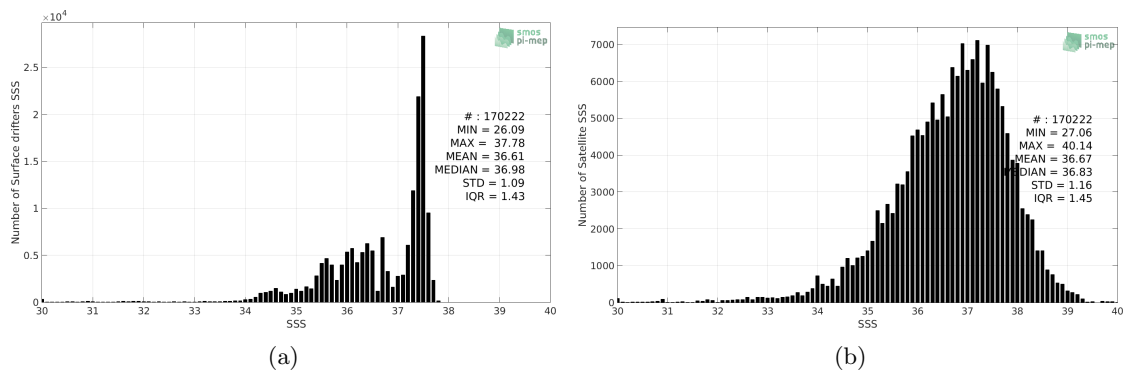 ×10⁴
smos
pi-mep
2.5
2
1.5
1
0.5
0
Number of Surface drifters SSS
# : 170222
MIN = 26.09
MAX = 37.78
MEAN = 36.61
MEDIAN = 36.98
STD = 1.09
IQR = 1.43
30 31 32 33 34 35 36 37 38 39 40
SSS
(a)
smos
pi-mep
7000
6000
5000
4000
3000
2000
1000
0
Number of Satellite SSS
# : 170222
MIN = 27.06
MAX = 40.14
MEAN = 36.67
MEDIAN = 36.83
STD = 1.16
IQR = 1.45
30 31 32 33 34 35 36 37 38 39 40
SSS
(b)